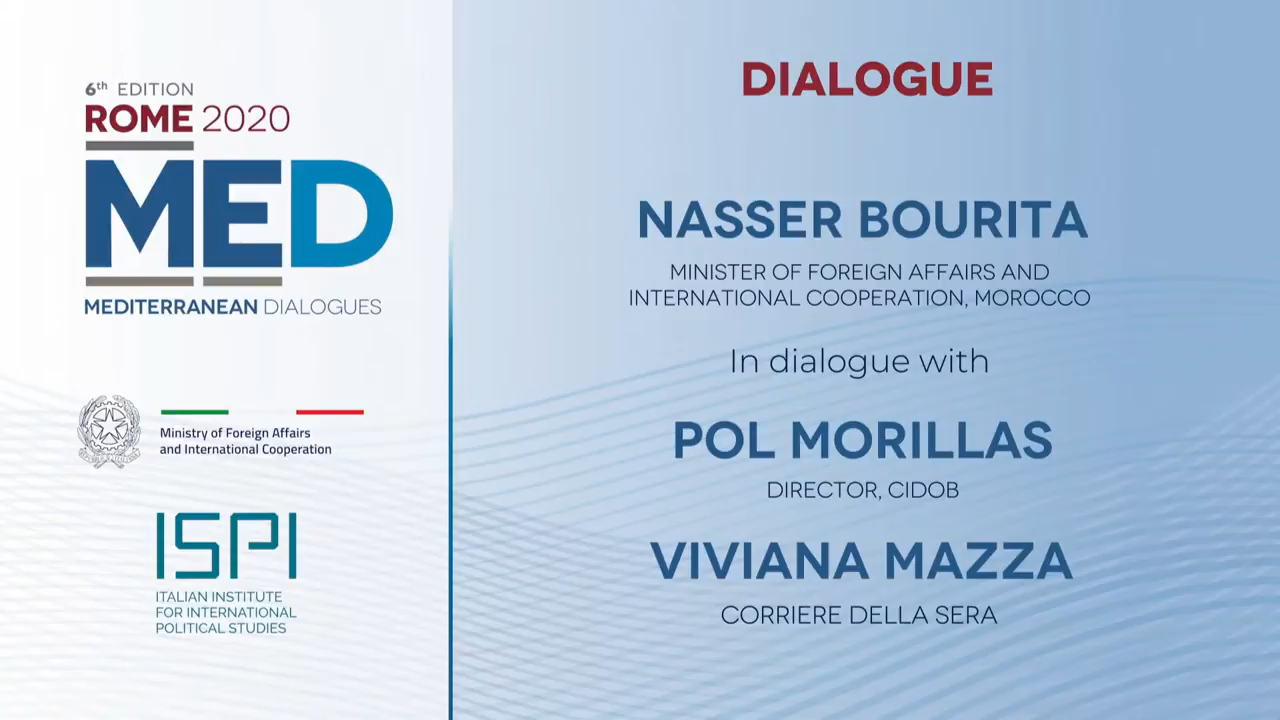 6th EDITION
ROME 2020
MED
MEDITERRANEAN DIALOGUES
Ministry of Foreign Affairs
and International Cooperation
ISPI
ITALIAN INSTITUTE
FOR INTERNATIONAL
POLITICAL STUDIES
DIALOGUE
NASSER BOURITA
MINISTER OF FOREIGN AFFAIRS AND
INTERNATIONAL COOPERATION, MOROCCO
In dialogue with
POL MORILLAS
DIRECTOR, CIDOB
VIVIANA MAZZA
CORRIERE DELLA SERA